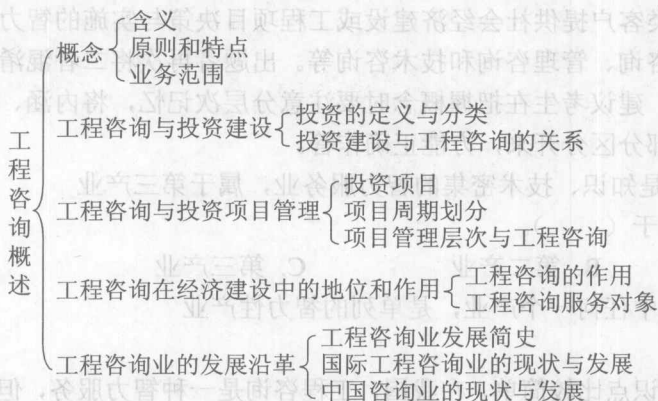 工程咨询概述
概念
含义
原则和特点
业务范围
工程咨询与投资建设
投资的定义与分类
投资建设与工程咨询的关系
工程咨询与投资项目管理
投资项目
项目周期划分
项目管理层次与工程咨询
工程咨询在经济建设中的地位和作用
工程咨询的作用
工程咨询服务对象
工程咨询业的发展沿革
工程咨询业发展简史
国际工程咨询业的现状与发展
中国咨询业的现状与发展